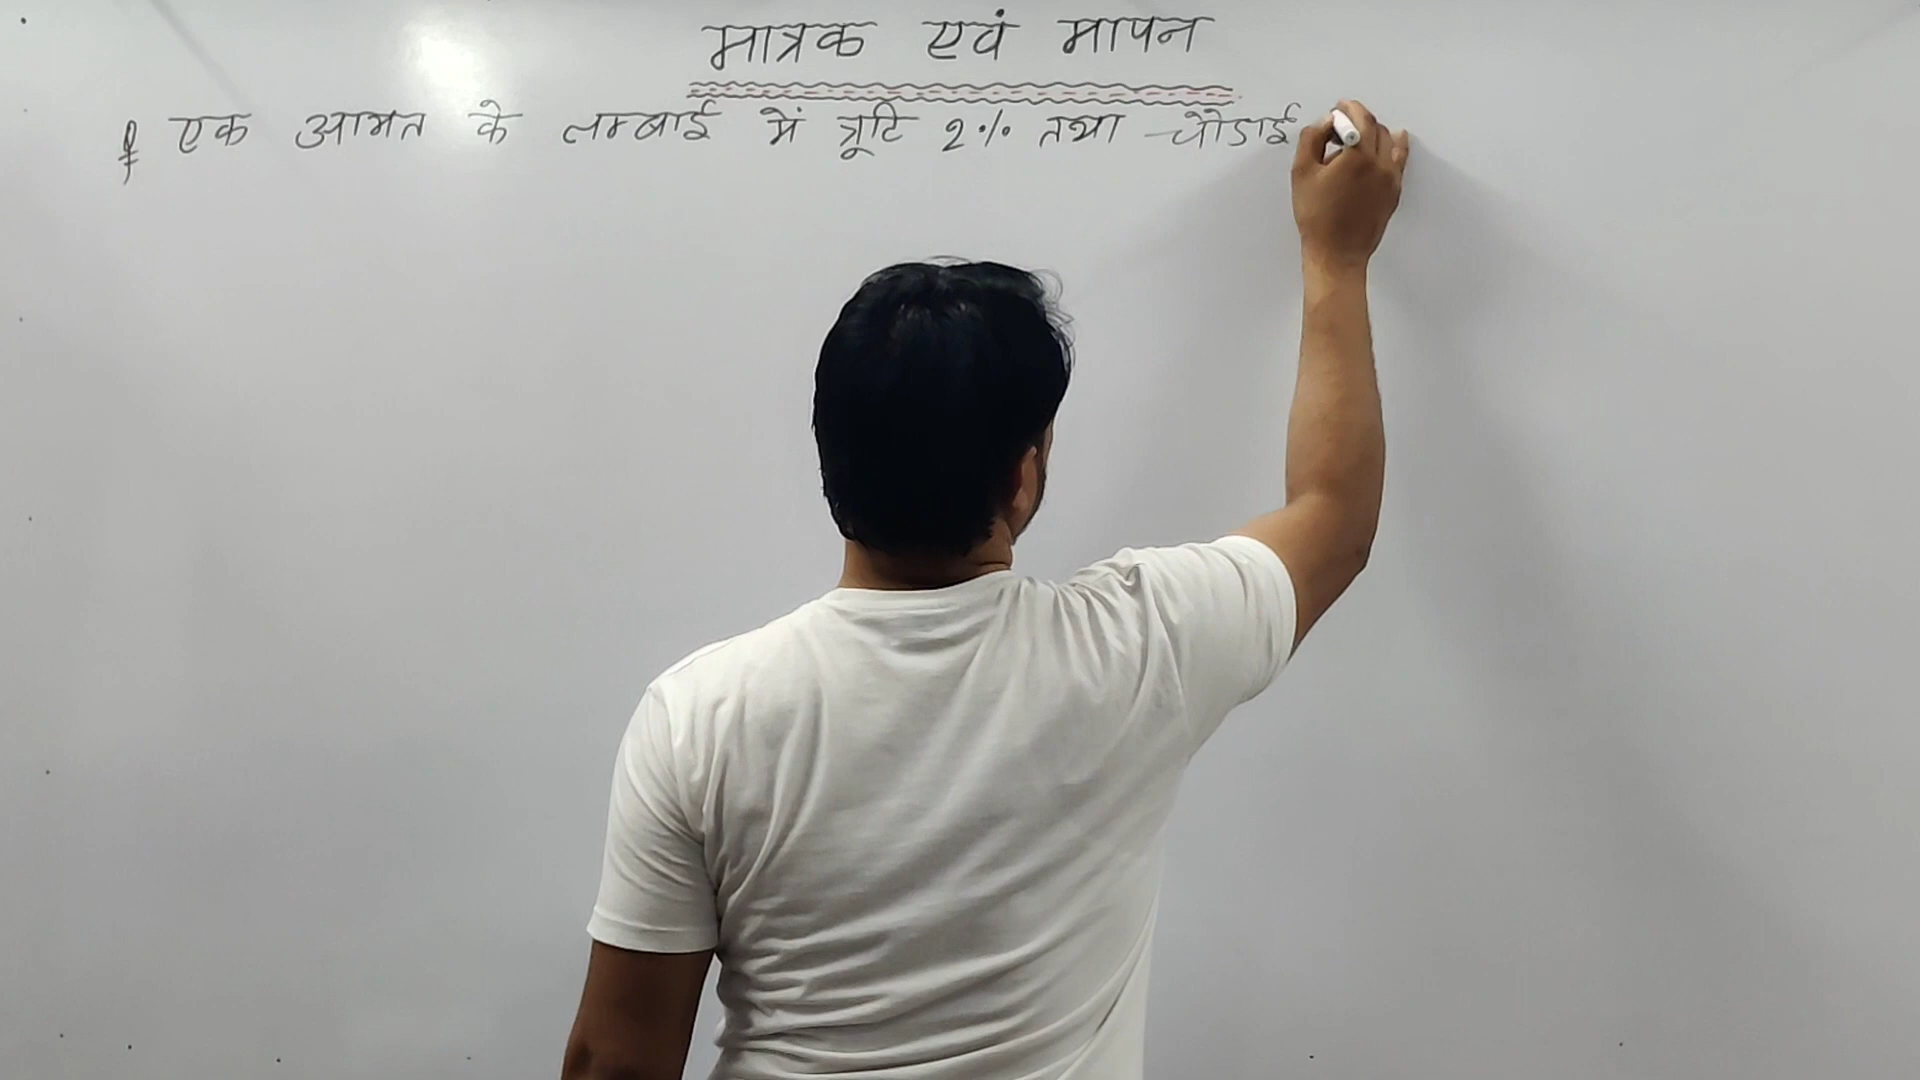 मात्रक एवं मापन
Q एक आयत के लम्बाई में त्रूटि 2% तथा चौडाई